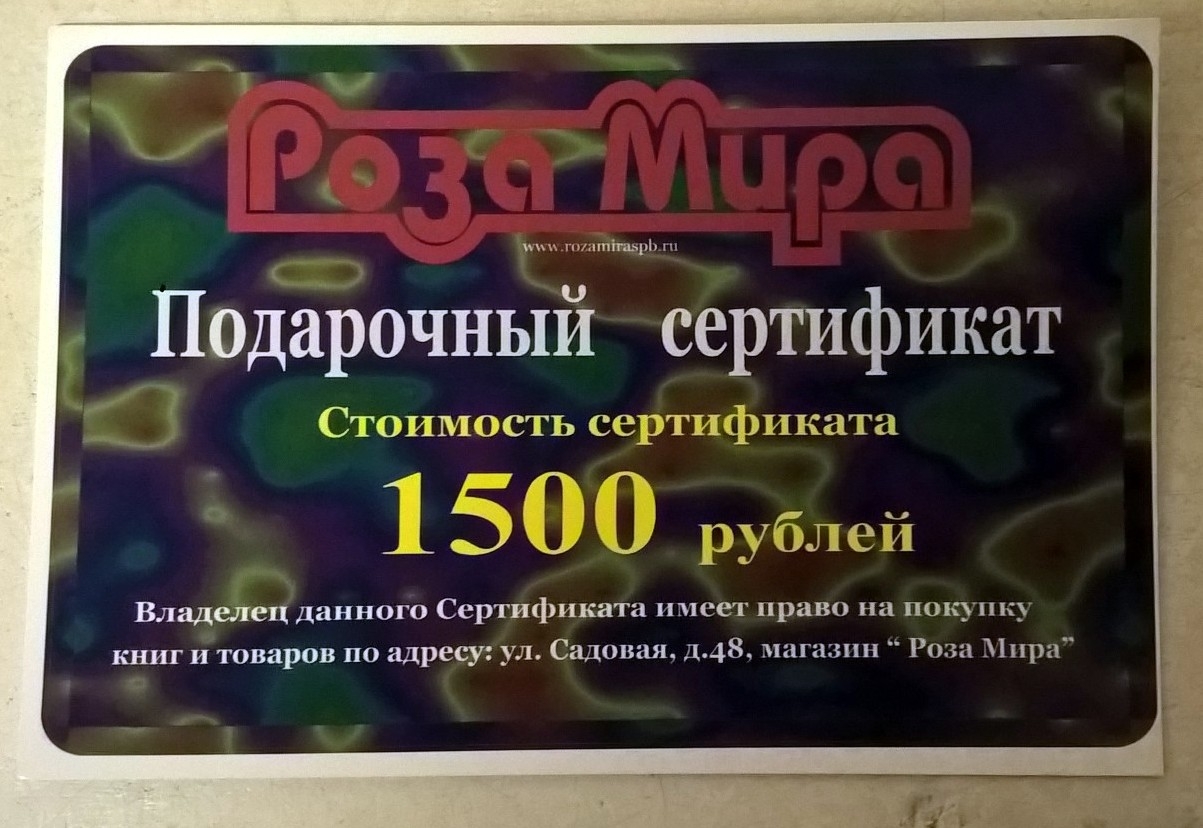 Роза Мира
www.rozamiraspb.ru
Подарочный сертификат
Стоимость сертификата
1500 рублей
Владелец данного Сертификата имеет право на покупку
книг и товаров по адресу: ул. Садовая, д.48, магазин “ Роза Мира”